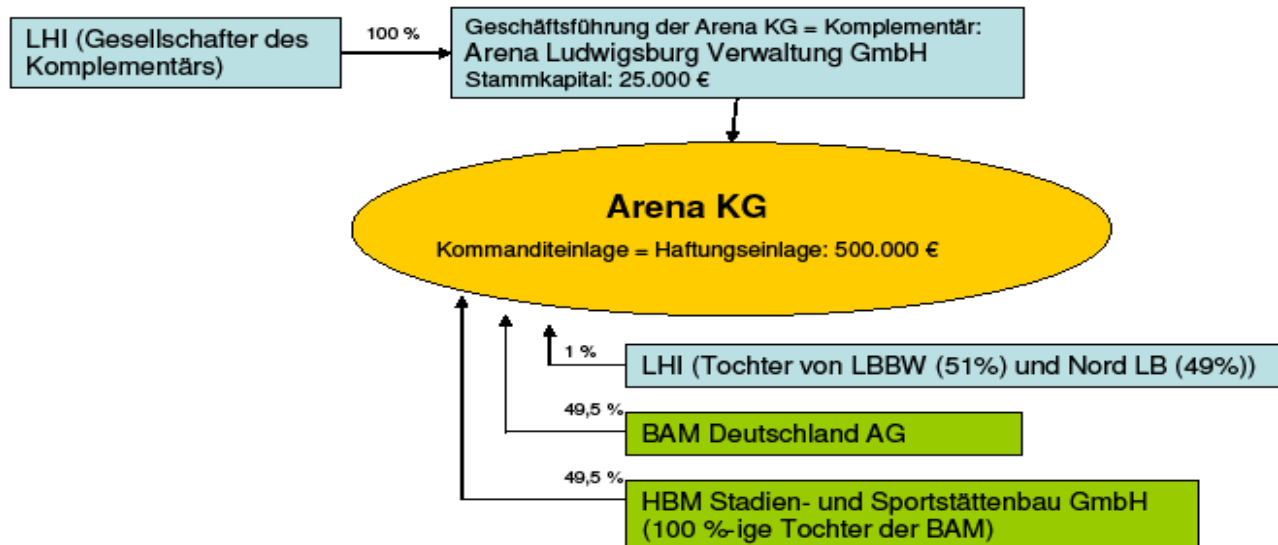 LHI (Gesellschafter des
Komplementärs)
100 %
Geschäftsführung der Arena KG = Komplementär:
Arena Ludwigsburg Verwaltung GmbH
Stammkapital: 25.000 €
Arena KG
Kommanditeinlage = Haftungseinlage: 500.000 €
1 %
LHI (Tochter von LBBW (51%) und Nord LB (49%))
49,5 %
BAM Deutschland AG
49,5 %
HBM Stadien- und Sportstättenbau GmbH
(100 %-ige Tochter der BAM)